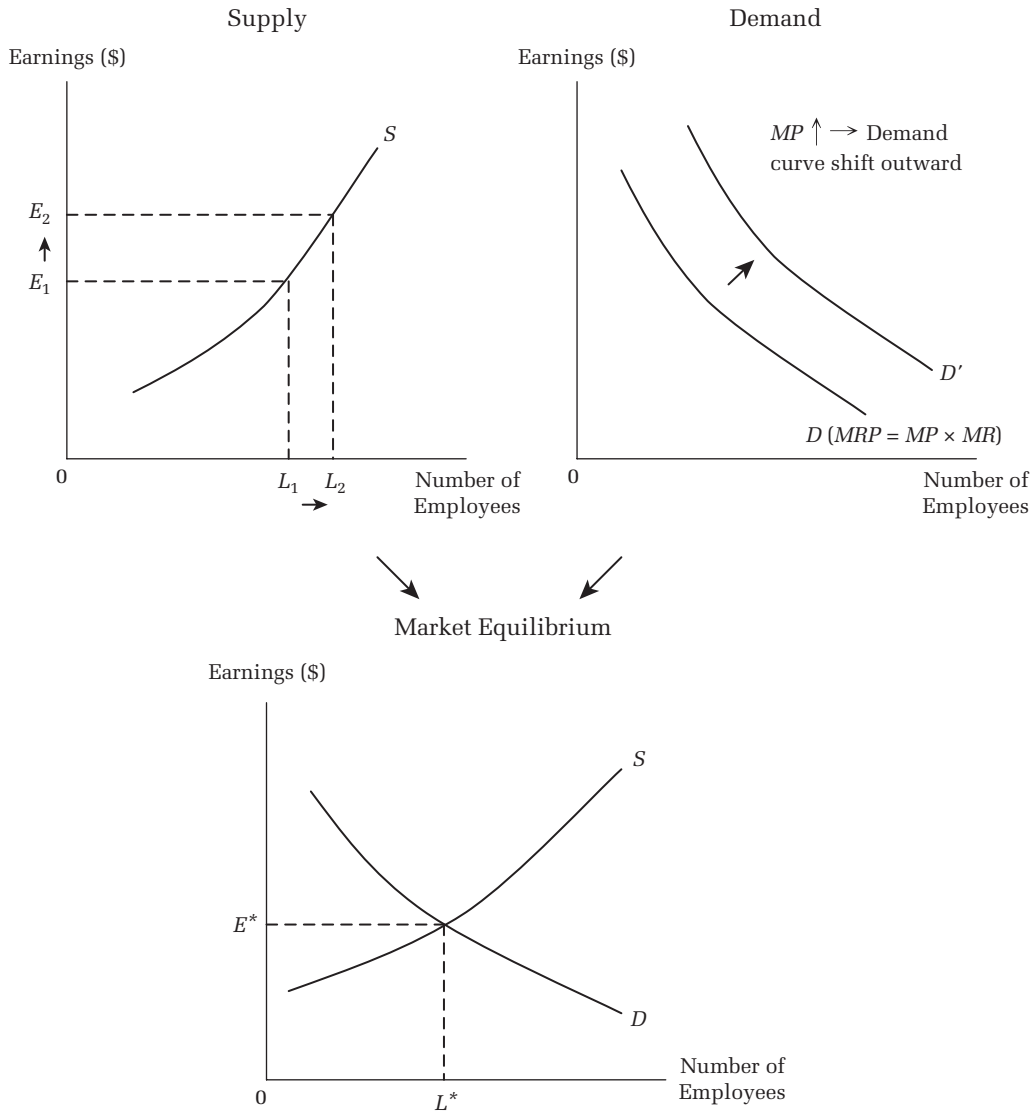 Supply
Earnings ($)
S
E₂
E₁
0
L₁
L₂
Number of
Employees
Demand
Earnings ($)
MP ↑ → Demand
curve shift outward
D′
D (MRP = MP × MR)
0
Number of
Employees
Market Equilibrium
Earnings ($)
S
E*
D
0
L*
Number of
Employees